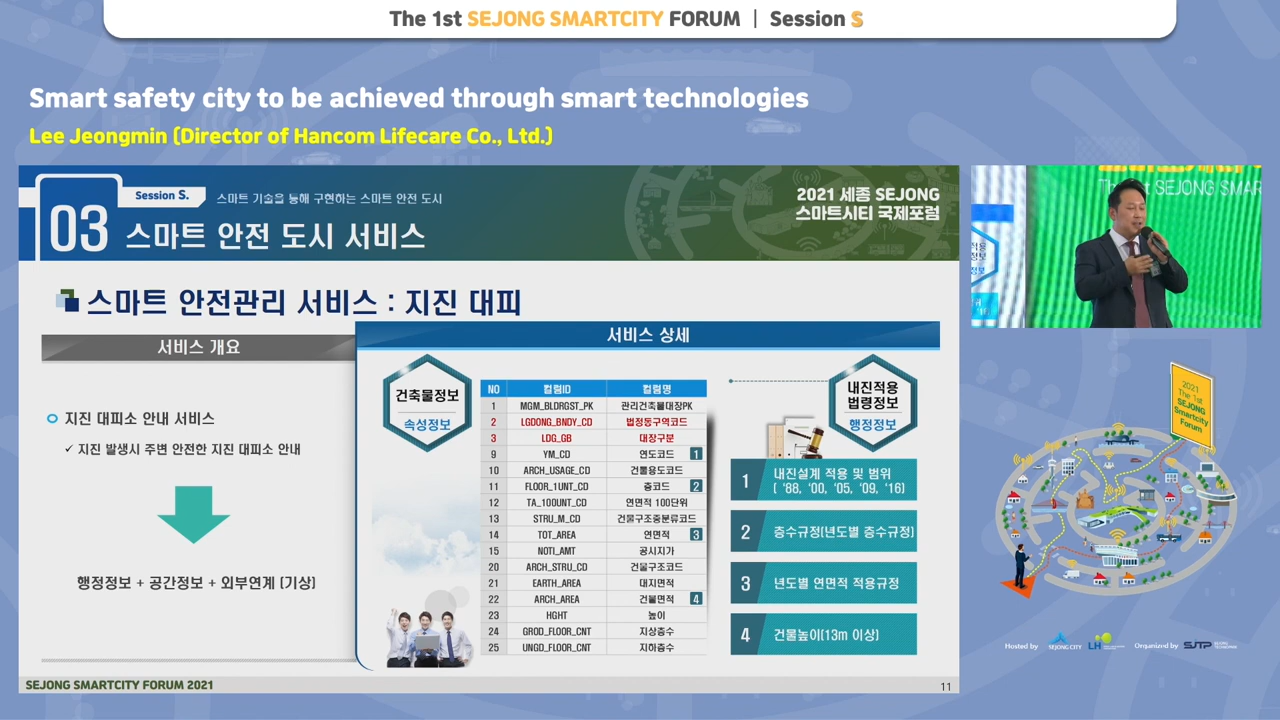 The 1st SEJONG SMARTCITY FORUM | Session S
Smart safety city to be achieved through smart technologies
Lee Jeongmin (Director of Hancom Lifecare Co., Ltd.)
Session S.
스마트 기술을 통해 구현하는 스마트 안전 도시
03 스마트 안전 도시 서비스
2021 세종 SEJONG
스마트시티 국제포럼
스마트 안전관리 서비스 : 지진 대피
서비스 개요
지진 대피소 안내 서비스
✓ 지진 발생시 주변 안전한 지진 대피소 안내
행정정보 + 공간정보 + 외부연계 (기상)
서비스 상세
건축물정보
속성정보
NO 컬럼ID 컬럼명
1 MGM_BLDRGST_PK 관리건축물대장PK
2 LGDONG_BNDY_CD 법정동구역코드
3 LDG_GB 대장구분
9 YM_CD 연도코드 1
10 ARCH_USAGE_CD 건물용도코드
11 FLOOR_1UNT_CD 층코드 2
12 TA_100UNT_CD 연면적 100단위
13 STRU_M_CD 건물구조중분류코드
14 TOT_AREA 연면적 3
15 NOTI_AMT 공시지가
20 ARCH_STRU_CD 건물구조코드
21 EARTH_AREA 대지면적
22 ARCH_AREA 건물면적 4
23 HGHT 높이
24 GROD_FLOOR_CNT 지상층수
25 UNGD_FLOOR_CNT 지하층수
내진적용
법령정보
행정정보
1 내진설계 적용 및 범위
( '88, '00, '05, '09, '16)
2 층수규정(년도별 층수규정)
3 년도별 연면적 적용규정
4 건물높이(13m 이상)
SEJONG SMARTCITY FORUM 2021
11
The 1st SEJONG SMAR
2021
The 1st
SEJONG
Smartcity
Forum
Hosted by SEJONG CITY LH Organized by SJTP